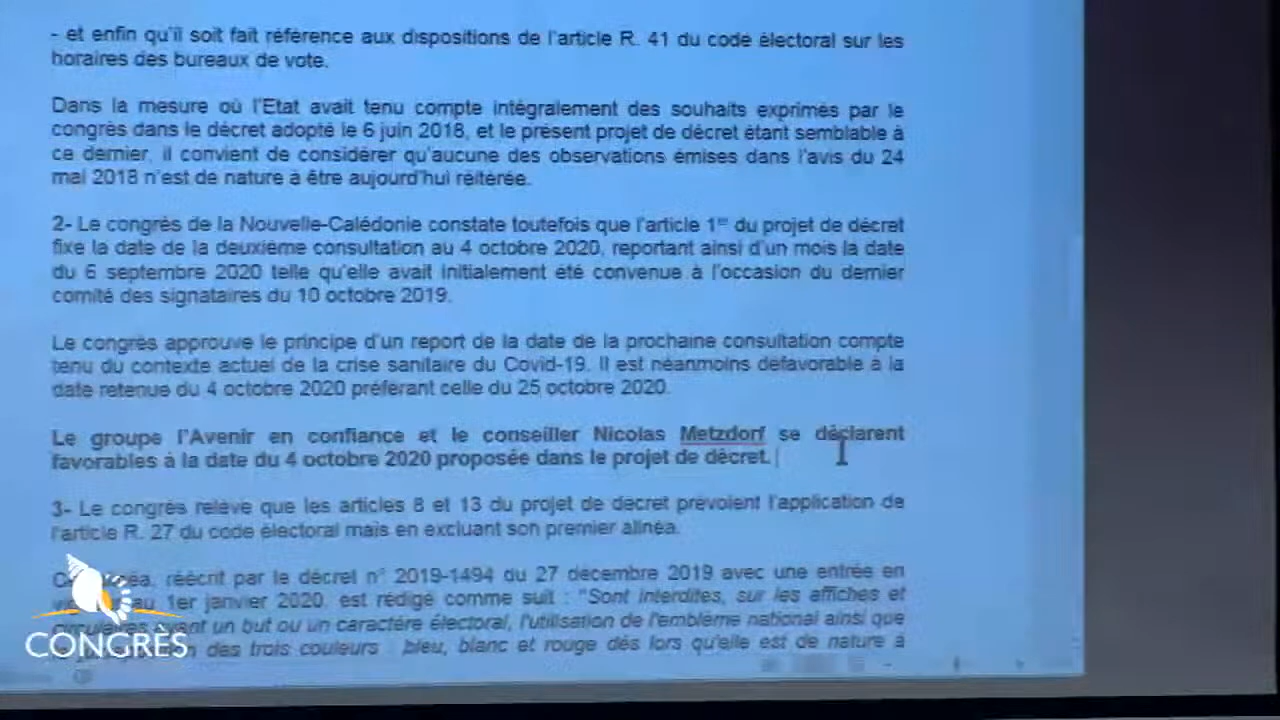 - et enfin qu'il soit fait référence aux dispositions de l'article R. 41 du code électoral sur les
horaires des bureaux de vote.
Dans la mesure où l'Etat avait tenu compte intégralement des souhaits exprimés par le
congrès dans le décret adopté le 6 juin 2018, et le présent projet de décret étant semblable à
ce dernier, il convient de considérer qu'aucune des observations émises dans l'avis du 24
mai 2018 n'est de nature à être aujourd'hui réitérée.
2- Le congrès de la Nouvelle-Calédonie constate toutefois que l'article 1er du projet de décret
fixe la date de la deuxième consultation au 4 octobre 2020, reportant ainsi d'un mois la date
du 6 septembre 2020 telle qu'elle avait initialement été convenue à l'occasion du dernier
comité des signataires du 10 octobre 2019.
Le congrès approuve le principe d'un report de la date de la prochaine consultation compte
tenu du contexte actuel de la crise sanitaire du Covid-19. Il est néanmoins défavorable à la
date retenue du 4 octobre 2020 préférant celle du 25 octobre 2020.
Le groupe l'Avenir en confiance et le conseiller Nicolas Metzdorf se déclarent
favorables à la date du 4 octobre 2020 proposée dans le projet de décret.
3- Le congrès relève que les articles 8 et 13 du projet de décret prévoient l'application de
l'article R. 27 du code électoral mais en excluant son premier alinéa.
réécrit par le décret n° 2019-1494 du 27 décembre 2019 avec une entrée en
au 1er janvier 2020, est rédigé comme suit : "Sont interdites, sur les affiches et
ayant un but ou un caractère électoral, l'utilisation de l'emblème national ainsi que
des trois couleurs : bleu, blanc et rouge dès lors qu'elle est de nature à
CONGRÈS